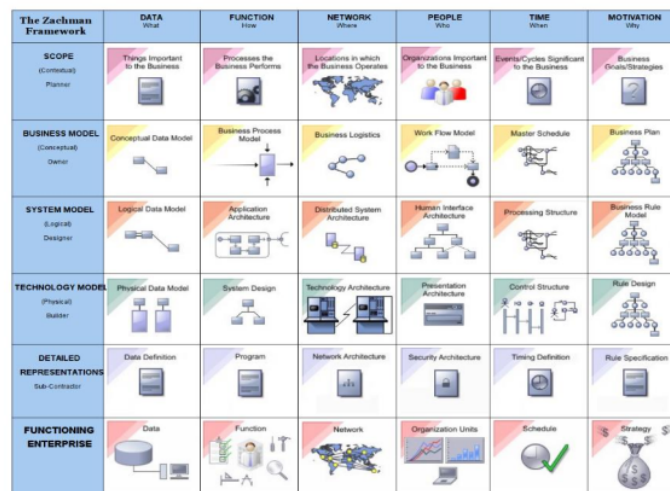 The Zachman
Framework
DATA
What
FUNCTION
How
NETWORK
Where
PEOPLE
Who
TIME
When
MOTIVATION
Why
SCOPE
(Contextual)
Planner
Things Important
to the Business
Processes the
Business Performs
Locations in which
the Business Operates
Organizations Important
to the Business
Events/Cycles Significant
to the Business
Business
Goals/Strategies
BUSINESS MODEL
(Conceptual)
Owner
Conceptual Data Model
Business Process
Model
Business Logistics
Work Flow Model
Master Schedule
Business Plan
SYSTEM MODEL
(Logical)
Designer
Logical Data Model
Application
Architecture
Distributed System
Architecture
Human Interface
Architecture
Processing Structure
Business Rule
Model
TECHNOLOGY MODEL
(Physical)
Builder
Physical Data Model
System Design
Technology Architecture
Presentation
Architecture
Control Structure
Rule Design
DETAILED
REPRESENTATIONS
Sub-Contractor
Data Definition
Program
Network Architecture
Security Architecture
Timing Definition
Rule Specification
FUNCTIONING
ENTERPRISE
Data
Function
Network
Organization Units
Schedule
Strategy